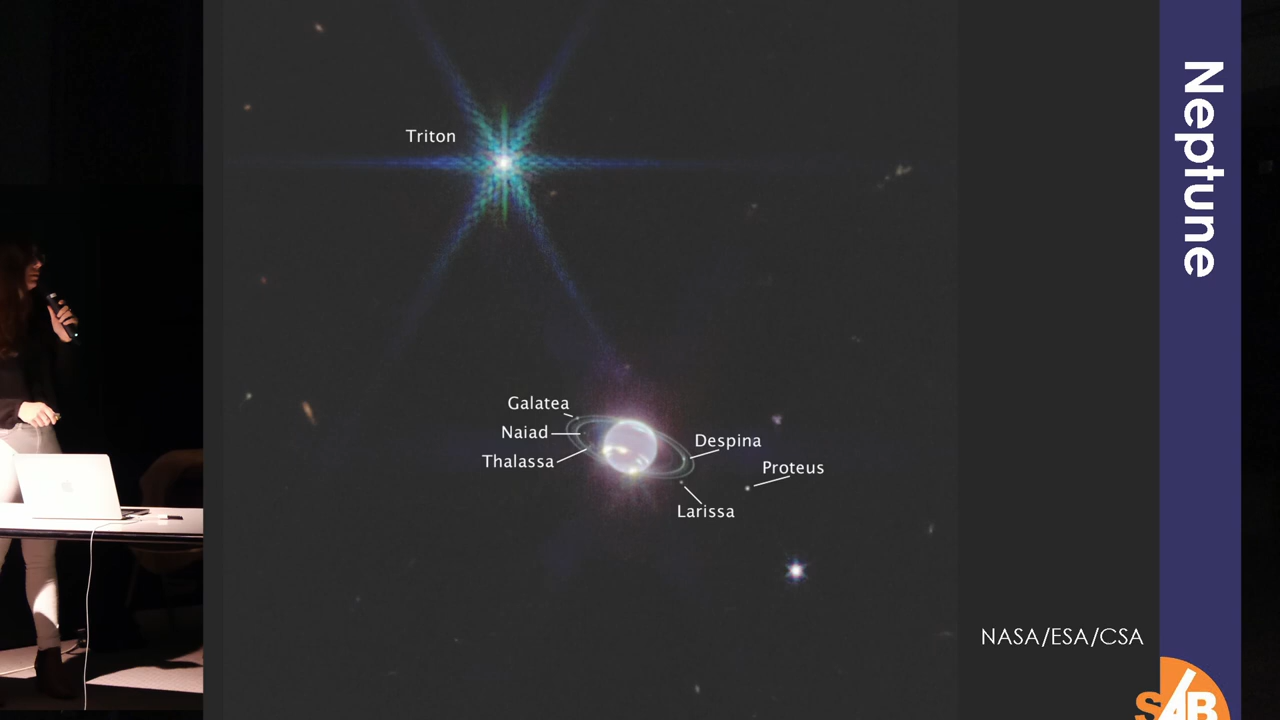 Neptune
Triton
Galatea
Naiad
Thalassa
Despina
Proteus
Larissa
NASA/ESA/CSA